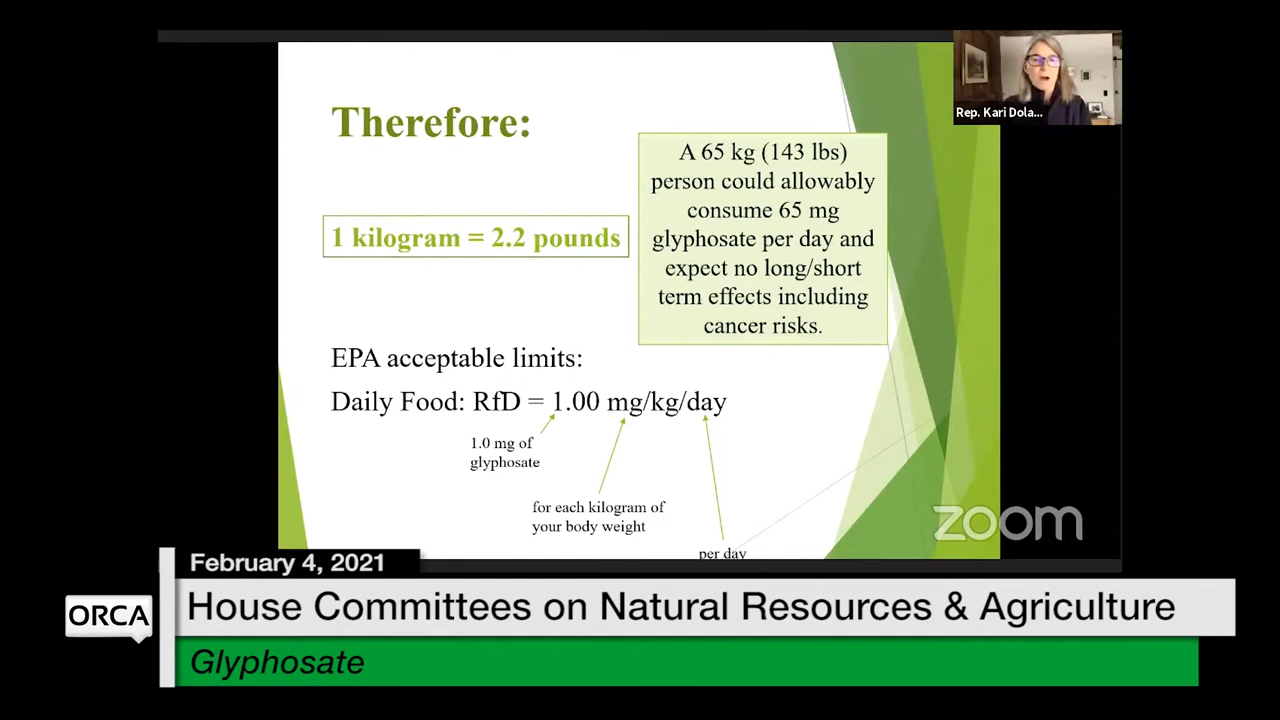 Therefore:
A 65 kg (143 lbs)
person could allowably
consume 65 mg
glyphosate per day and
expect no long/short
term effects including
cancer risks.
1 kilogram = 2.2 pounds
EPA acceptable limits:
Daily Food: RfD = 1.00 mg/kg/day
1.0 mg of
glyphosate
for each kilogram of
your body weight
per day
Rep. Kari Dola...
zoom
February 4, 2021
ORCA
House Committees on Natural Resources & Agriculture
Glyphosate